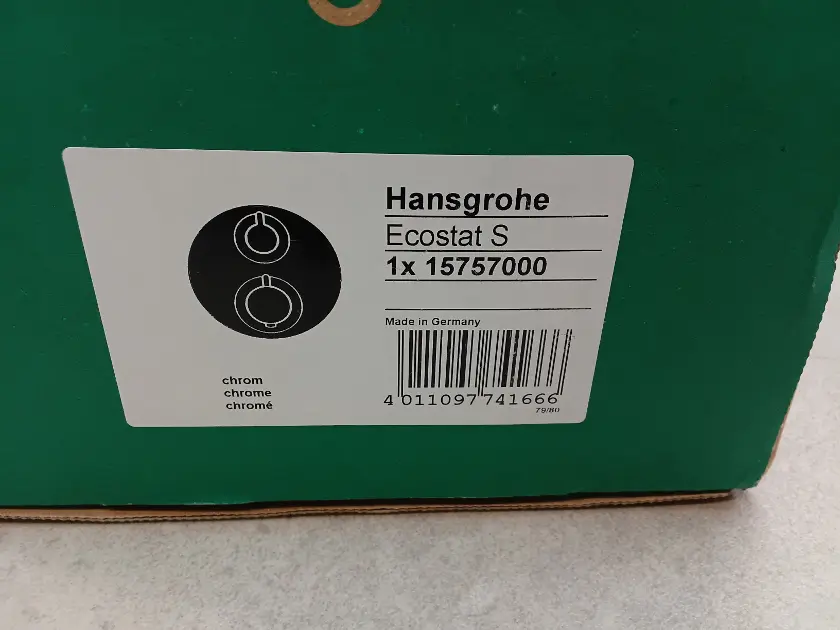 Hansgrohe
Ecostat S
1x 15757000
Made in Germany
chrom
chrome
chromé
4 011097 741666
79/80